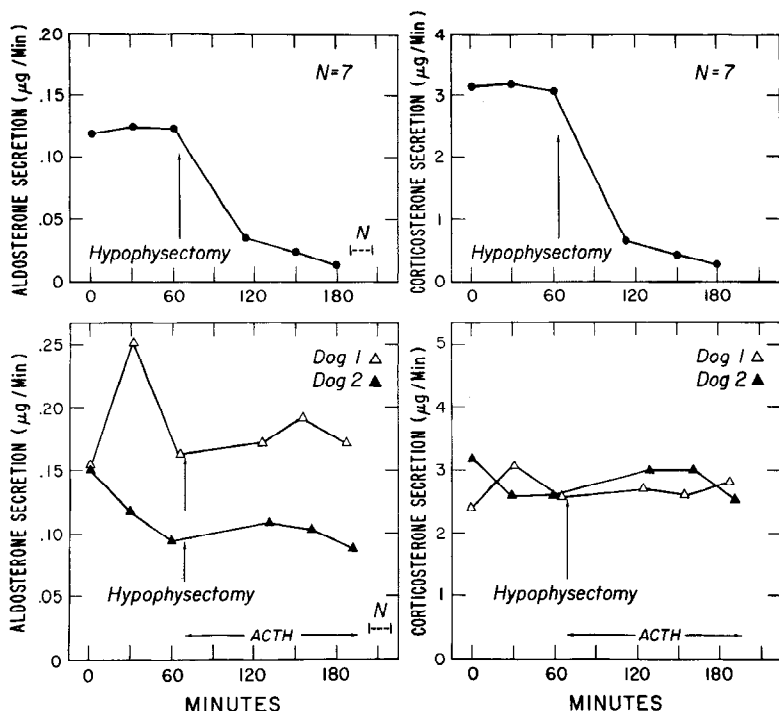 ALDOSTERONE SECRETION (µg/Min)
.20
.15
.10
.05
0
N=7
Hypophysectomy
N
0 60 120 180
CORTICOSTERONE SECRETION (µg/Min)
4
3
2
1
0
N=7
Hypophysectomy
0 60 120 180
ALDOSTERONE SECRETION (µg/Min)
.25
.20
.15
.10
.05
0
Dog 1 △
Dog 2 ▲
Hypophysectomy
N
ACTH
0 60 120 180
MINUTES
CORTICOSTERONE SECRETION (µg/Min)
5
4
3
2
1
0
Dog 1 △
Dog 2 ▲
Hypophysectomy
ACTH
0 60 120 180
MINUTES